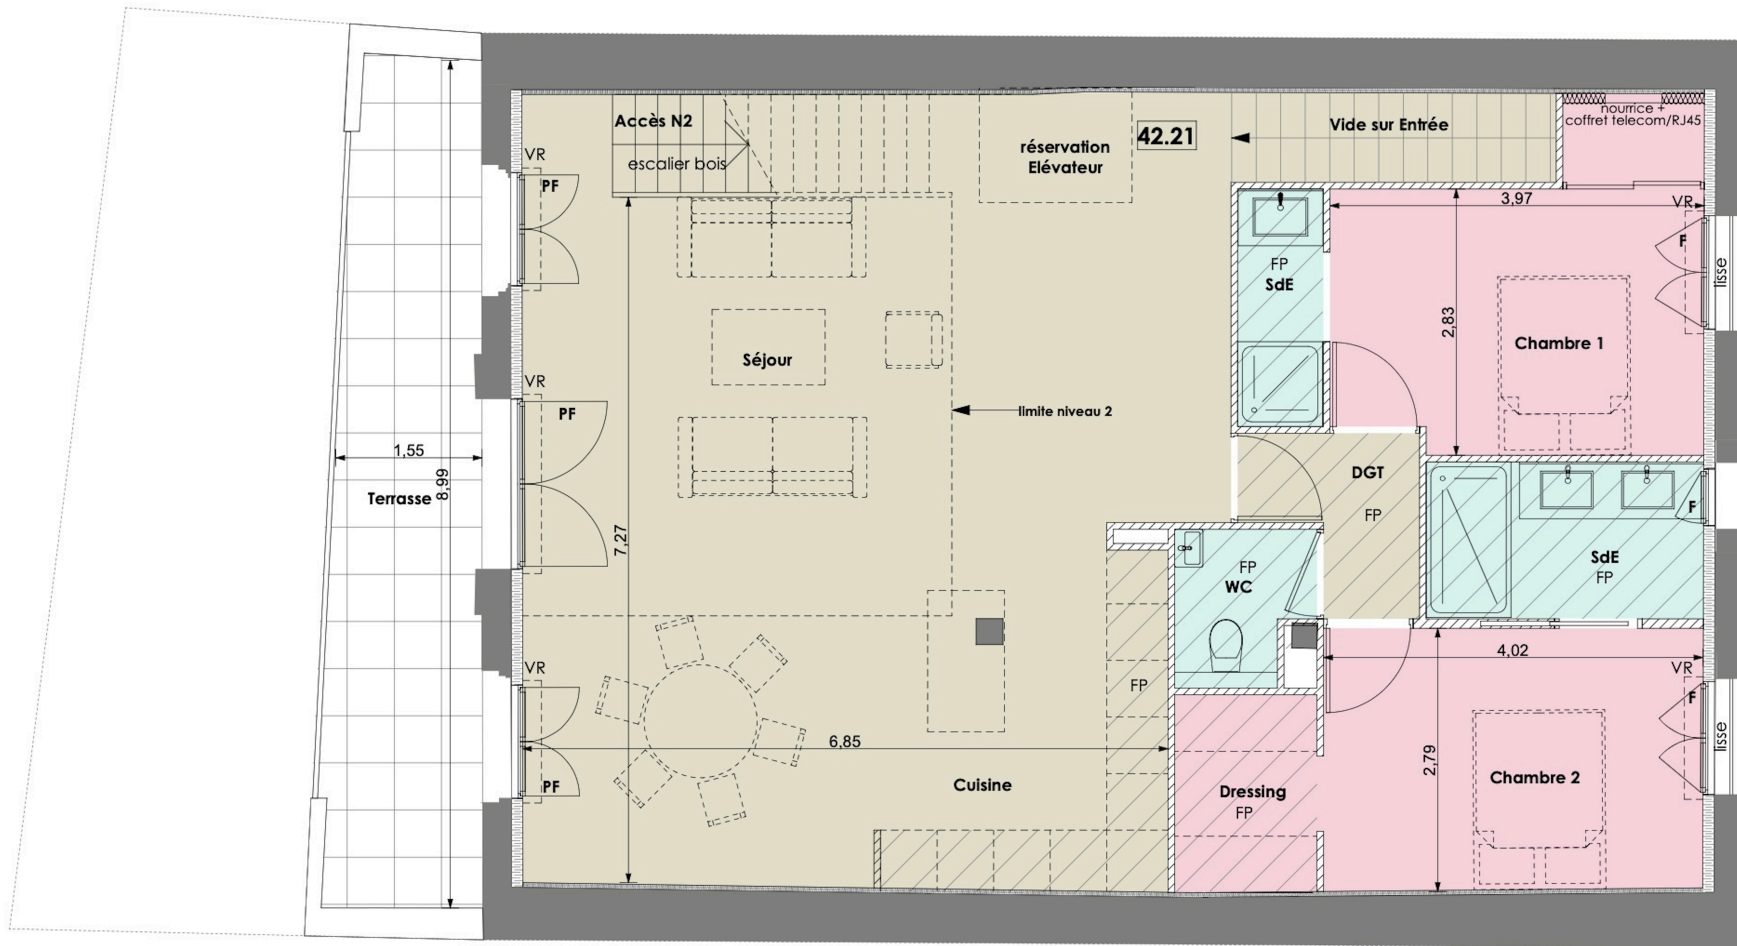 Accès N2
escalier bois
réservation
Elévateur
42.21
Vide sur Entrée
nourrice +
coffret telecom/RJ45
VR
PF
3,97
VR
F
lisse
FP
SdE
2,83
Chambre 1
Séjour
limite niveau 2
VR
PF
1,55
8,99
Terrasse
7,27
DGT
FP
F
SdE
FP
FP
WC
4,02
VR
F
lisse
VR
PF
FP
6,85
Cuisine
Dressing
FP
2,79
Chambre 2